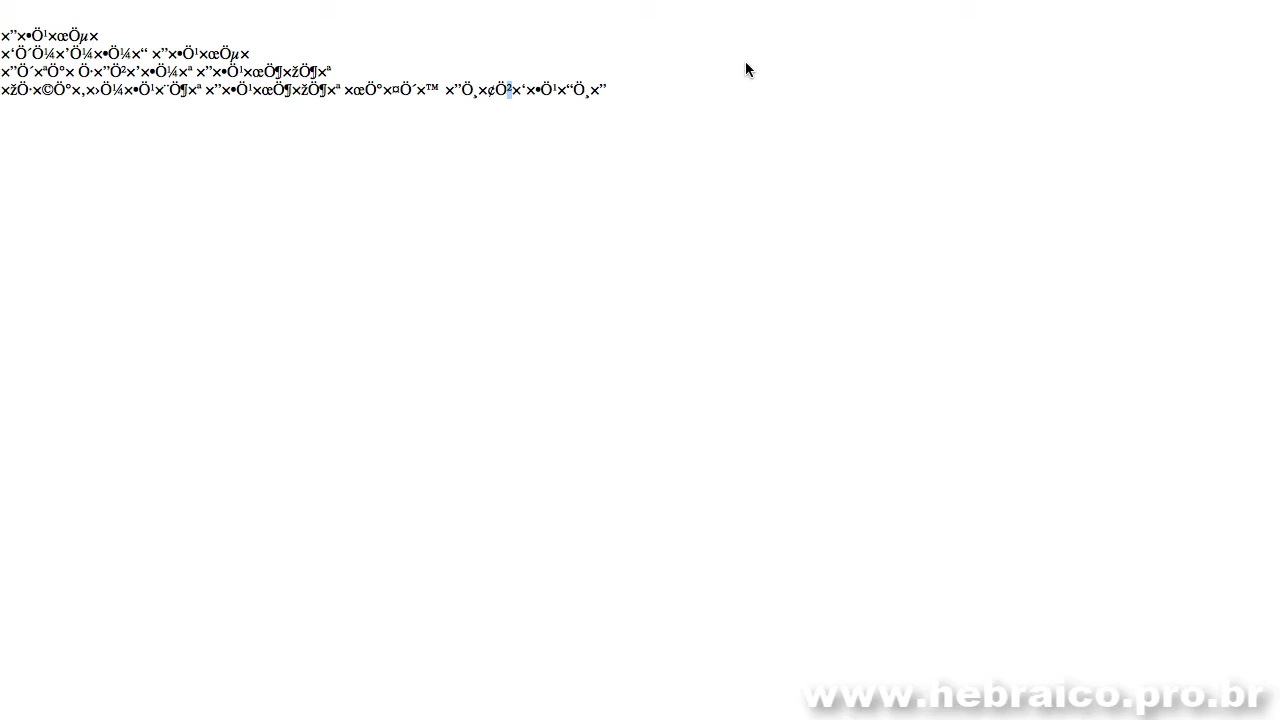 ×”×•Ö¹×œÖµ×
×‘Ö´Ö¼×’Ö¼×•Ö¼×“ ×”×•Ö¹×œÖµ×
×”Ö´×ªÖ°× Ö·×”Ö²×’×•Ö¼×ª ×”×•Ö¹×œÖ¶×žÖ¶×ª
×žÖ·×©Ö°×‚×›Ö¼×•Ö¹×¨Ö¶×ª ×”×•Ö¹×œÖ¶×žÖ¶×ª ×œÖ°×¤Ö´×™ ×”Ö¸×¢Ö²×‘×•Ö¹×“Ö¸×”
www.hebraico.pro.br